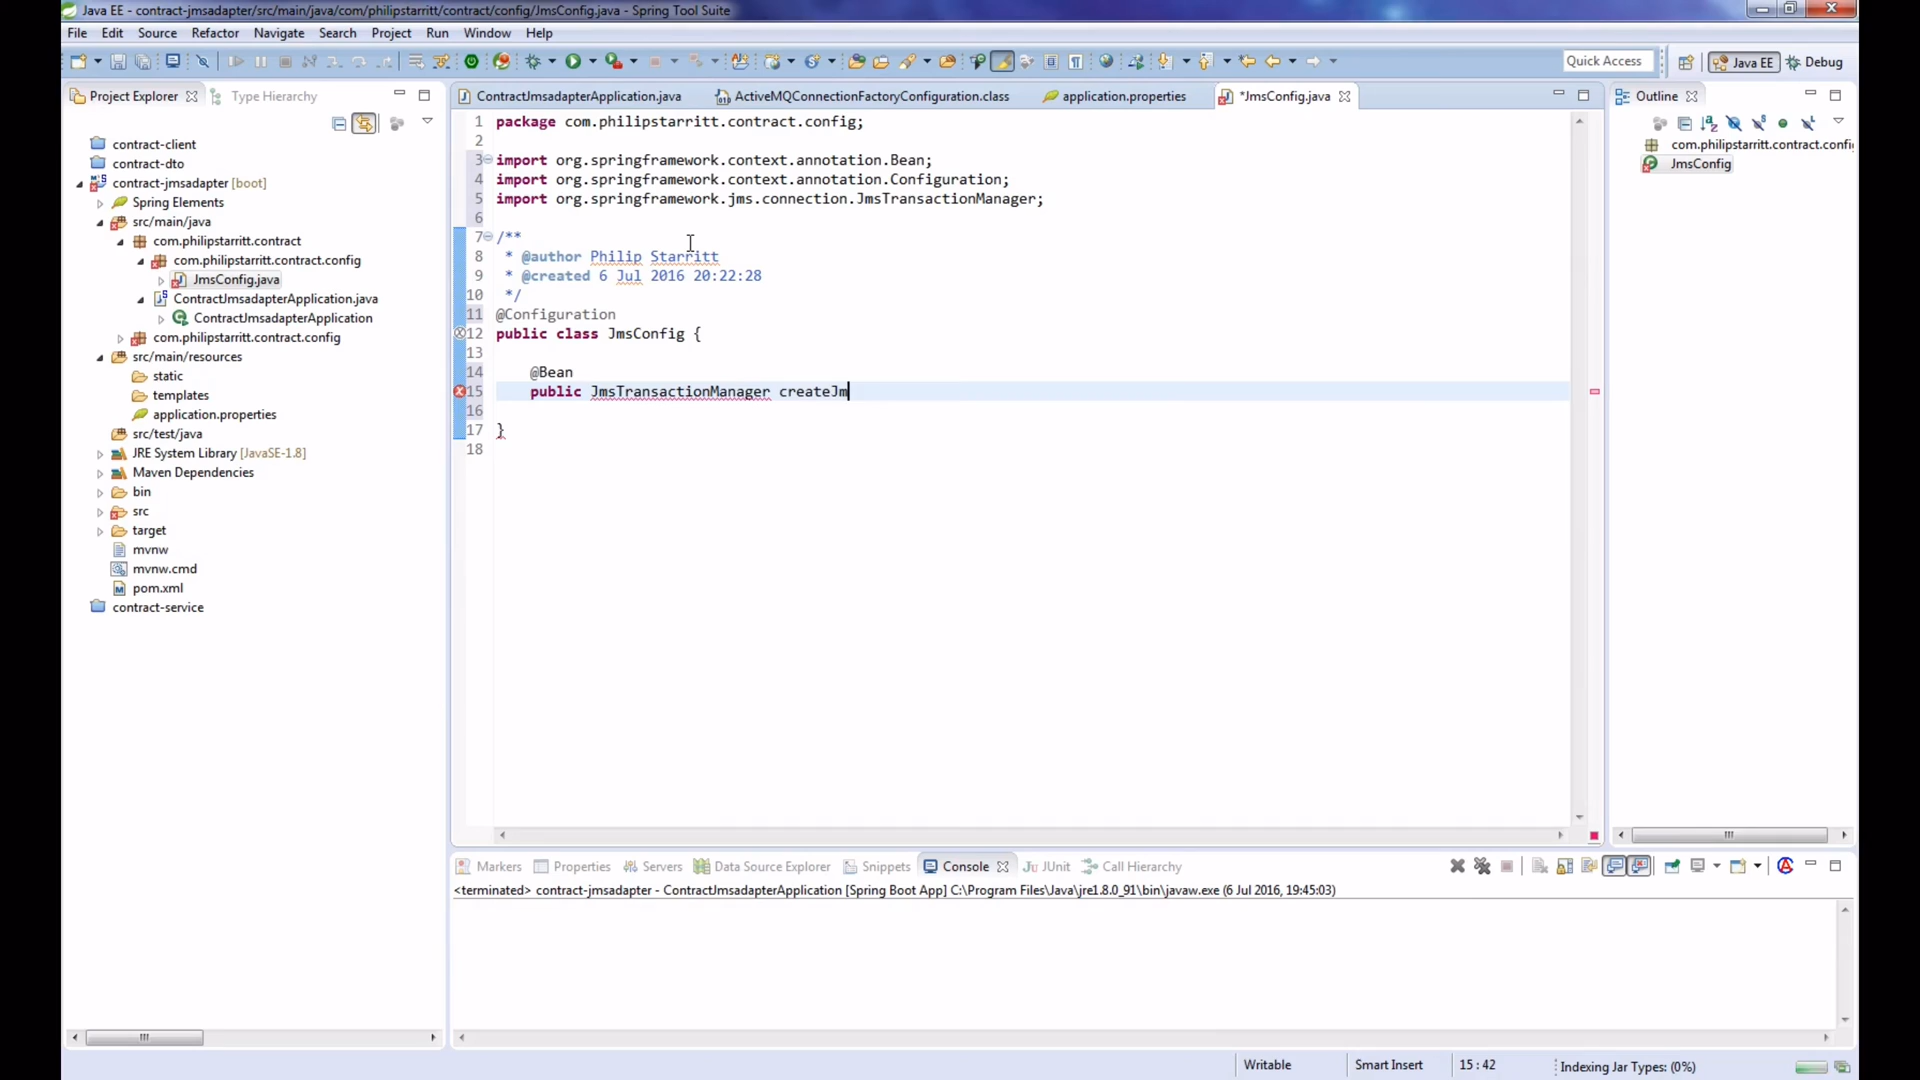 Java EE - contract-jmsadapter/src/main/java/com/philipstarritt/contract/config/JmsConfig.java - Spring Tool Suite
File Edit Source Refactor Navigate Search Project Run Window Help
Quick Access
Java EE
Debug
Project Explorer
Type Hierarchy
contract-client
contract-dto
contract-jmsadapter [boot]
Spring Elements
src/main/java
com.philipstarritt.contract
com.philipstarritt.contract.config
JmsConfig.java
ContractJmsadapterApplication.java
ContractJmsadapterApplication
com.philipstarritt.contract.config
src/main/resources
static
templates
application.properties
src/test/java
JRE System Library [JavaSE-1.8]
Maven Dependencies
bin
src
target
mvnw
mvnw.cmd
pom.xml
contract-service
ContractJmsadapterApplication.java
ActiveMQConnectionFactoryConfiguration.class
application.properties
*JmsConfig.java
1 package com.philipstarritt.contract.config;
2
3 import org.springframework.context.annotation.Bean;
4 import org.springframework.context.annotation.Configuration;
5 import org.springframework.jms.connection.JmsTransactionManager;
6
7 /**
8 * @author Philip Starritt
9 * @created 6 Jul 2016 20:22:28
10 */
11 @Configuration
12 public class JmsConfig {
13
14 @Bean
15 public JmsTransactionManager createJm
16
17 }
18
Outline
com.philipstarritt.contract.confi
JmsConfig
Markers
Properties
Servers
Data Source Explorer
Snippets
Console
JUnit
Call Hierarchy
<terminated> contract-jmsadapter - ContractJmsadapterApplication [Spring Boot App] C:\Program Files\Java\jre1.8.0_91\bin\javaw.exe (6 Jul 2016, 19:45:03)
Writable
Smart Insert
15 : 42
Indexing Jar Types: (0%)